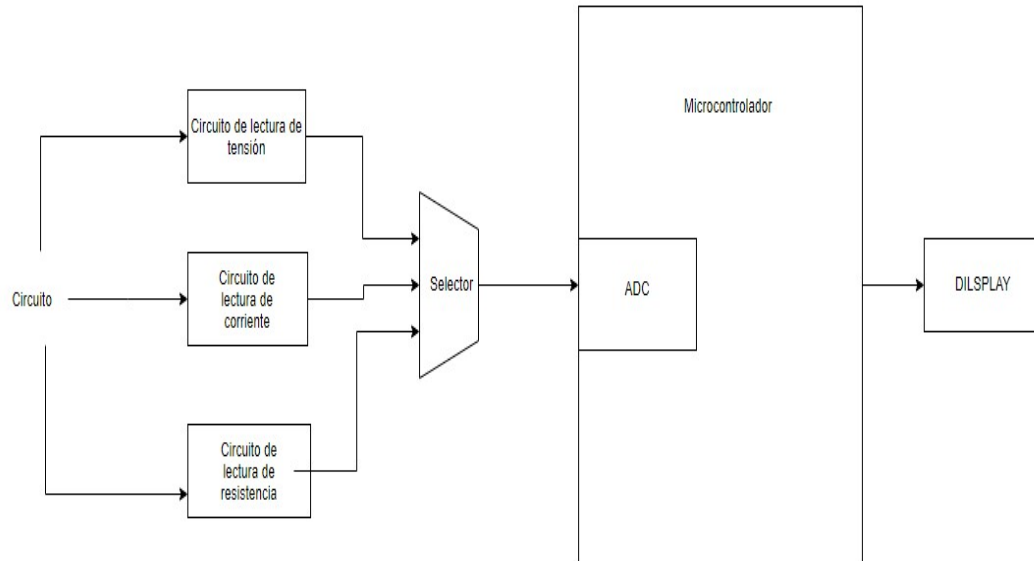 Circuito
Circuito de lectura de
tensión
Circuito de
lectura de
corriente
Circuito de
lectura de
resistencia
Selector
Microcontrolador
ADC
DILSPLAY